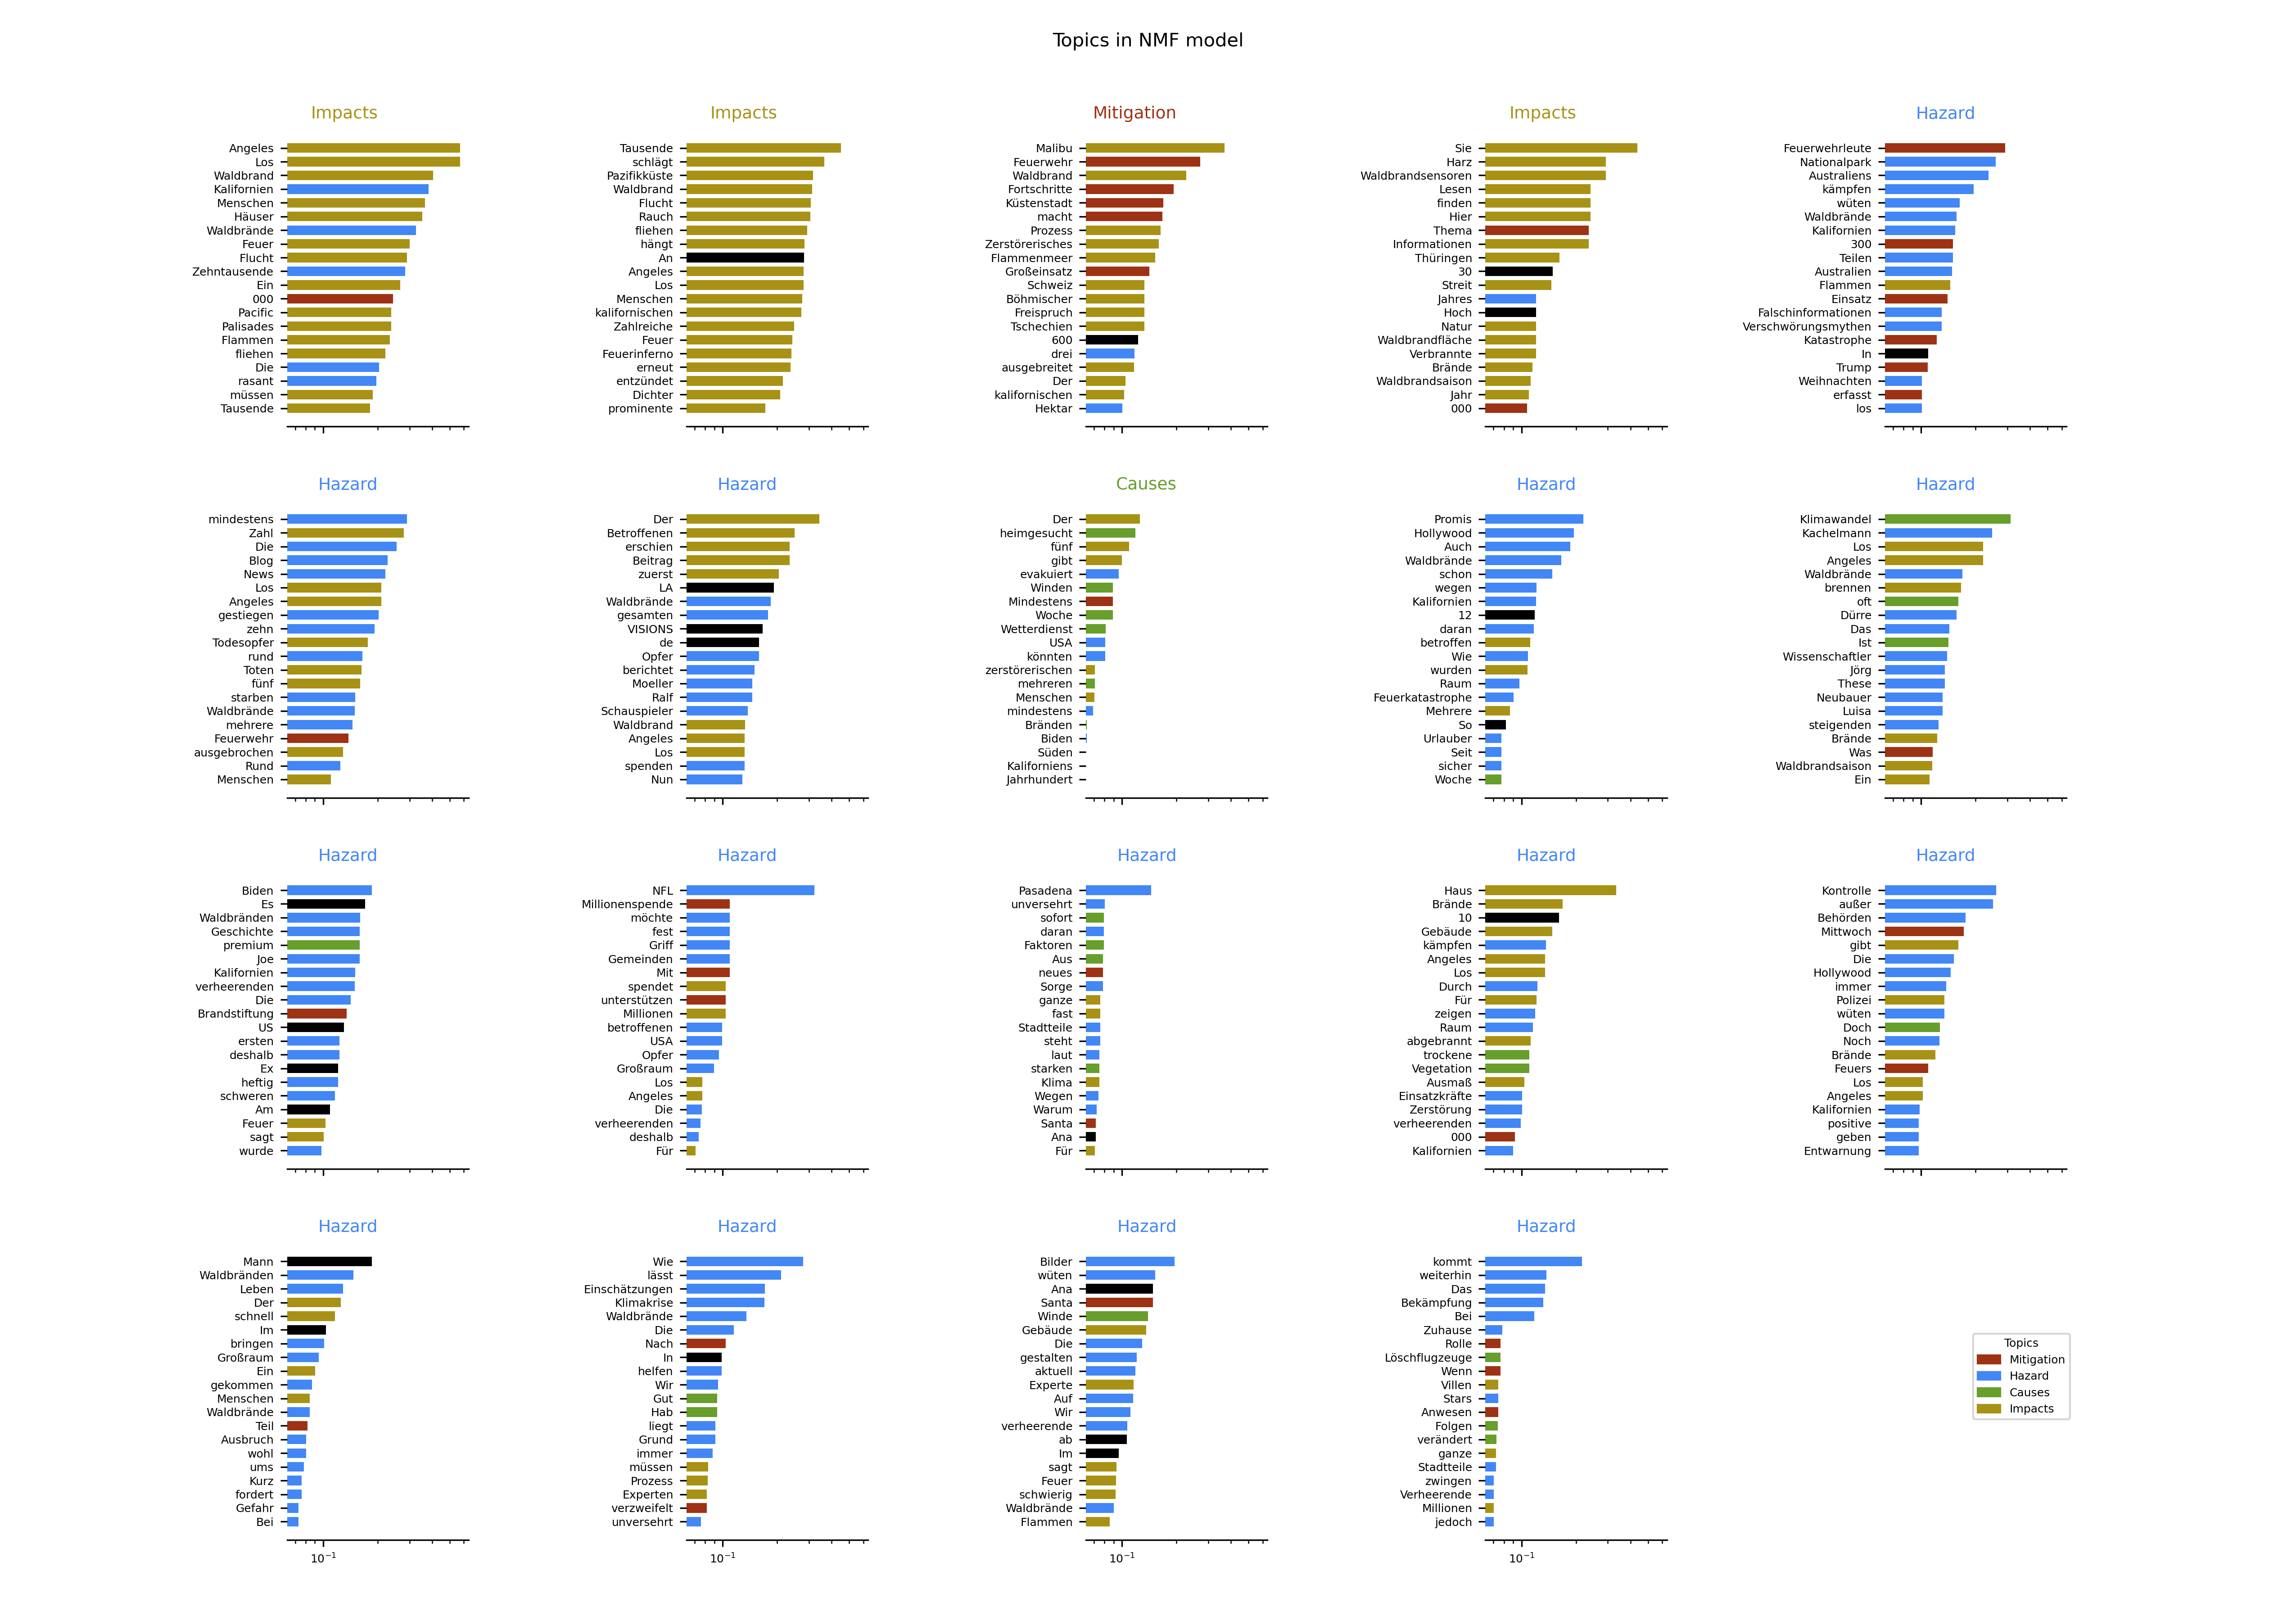 Topics in NMF model
Impacts
Angeles
Los
Waldbrand
Kalifornien
Menschen
Häuser
Waldbrände
Feuer
Flucht
Zehntausende
Ein
000
Pacific
Palisades
Flammen
fliehen
Die
rasant
müssen
Tausende
Impacts
Tausende
schlägt
Pazifikküste
Waldbrand
Flucht
Rauch
fliehen
hängt
An
Angeles
Los
Menschen
kalifornischen
Zahlreiche
Feuer
Feuerinferno
erneut
entzündet
Dichter
prominente
Mitigation
Malibu
Feuerwehr
Waldbrand
Fortschritte
Küstenstadt
macht
Prozess
Zerstörerisches
Flammenmeer
Großeinsatz
Schweiz
Böhmischer
Freispruch
Tschechien
600
drei
ausgebreitet
Der
kalifornischen
Hektar
Impacts
Sie
Harz
Waldbrandsensoren
Lesen
finden
Hier
Thema
Informationen
Thüringen
30
Streit
Jahres
Hoch
Natur
Waldbrandfläche
Verbrannte
Brände
Waldbrandsaison
Jahr
000
Hazard
Feuerwehrleute
Nationalpark
Australiens
kämpfen
wüten
Waldbrände
Kalifornien
300
Teilen
Australien
Flammen
Einsatz
Falschinformationen
Verschwörungsmythen
Katastrophe
In
Trump
Weihnachten
erfasst
los
Hazard
mindestens
Zahl
Die
Blog
News
Los
Angeles
gestiegen
zehn
Todesopfer
rund
Toten
fünf
starben
Waldbrände
mehrere
Feuerwehr
ausgebrochen
Rund
Menschen
Hazard
Der
Betroffenen
erschien
Beitrag
zuerst
LA
Waldbrände
gesamten
VISIONS
de
Opfer
berichtet
Moeller
Ralf
Schauspieler
Waldbrand
Angeles
Los
spenden
Nun
Causes
Der
heimgesucht
fünf
gibt
evakuiert
Winden
Mindestens
Woche
Wetterdienst
USA
könnten
zerstörerischen
mehreren
Menschen
mindestens
Bränden
Biden
Süden
Kaliforniens
Jahrhundert
Hazard
Promis
Hollywood
Auch
Waldbrände
schon
wegen
Kalifornien
12
daran
betroffen
Wie
wurden
Raum
Feuerkatastrophe
Mehrere
So
Urlauber
Seit
sicher
Woche
Hazard
Klimawandel
Kachelmann
Los
Angeles
Waldbrände
brennen
oft
Dürre
Das
Ist
Wissenschaftler
Jörg
These
Neubauer
Luisa
steigenden
Brände
Was
Waldbrandsaison
Ein
Hazard
Biden
Es
Waldbränden
Geschichte
premium
Joe
Kalifornien
verheerenden
Die
Brandstiftung
US
ersten
deshalb
Ex
heftig
schweren
Am
Feuer
sagt
wurde
Hazard
NFL
Millionenspende
möchte
fest
Griff
Gemeinden
Mit
spendet
unterstützen
Millionen
betroffenen
USA
Opfer
Großraum
Los
Angeles
Die
verheerenden
deshalb
Für
Hazard
Pasadena
unversehrt
sofort
daran
Faktoren
Aus
neues
Sorge
ganze
fast
Stadtteile
steht
laut
starken
Klima
Wegen
Warum
Santa
Ana
Für
Hazard
Haus
Brände
10
Gebäude
kämpfen
Angeles
Los
Durch
Für
zeigen
Raum
abgebrannt
trockene
Vegetation
Ausmaß
Einsatzkräfte
Zerstörung
verheerenden
000
Kalifornien
Hazard
Kontrolle
außer
Behörden
Mittwoch
gibt
Die
Hollywood
immer
Polizei
wüten
Doch
Noch
Brände
Feuers
Los
Angeles
Kalifornien
positive
geben
Entwarnung
Hazard
Mann
Waldbränden
Leben
Der
schnell
Im
bringen
Großraum
Ein
gekommen
Menschen
Waldbrände
Teil
Ausbruch
wohl
ums
Kurz
fordert
Gefahr
Bei
10⁻¹
Hazard
Wie
lässt
Einschätzungen
Klimakrise
Waldbrände
Die
Nach
In
helfen
Wir
Gut
Hab
liegt
Grund
immer
müssen
Prozess
Experten
verzweifelt
unversehrt
10⁻¹
Hazard
Bilder
wüten
Ana
Santa
Winde
Gebäude
Die
gestalten
aktuell
Experte
Auf
Wir
verheerende
ab
Im
sagt
Feuer
schwierig
Waldbrände
Flammen
10⁻¹
Hazard
kommt
weiterhin
Das
Bekämpfung
Bei
Zuhause
Rolle
Löschflugzeuge
Wenn
Villen
Stars
Anwesen
Folgen
verändert
ganze
Stadtteile
zwingen
Verheerende
Millionen
jedoch
10⁻¹
Topics
Mitigation
Hazard
Causes
Impacts